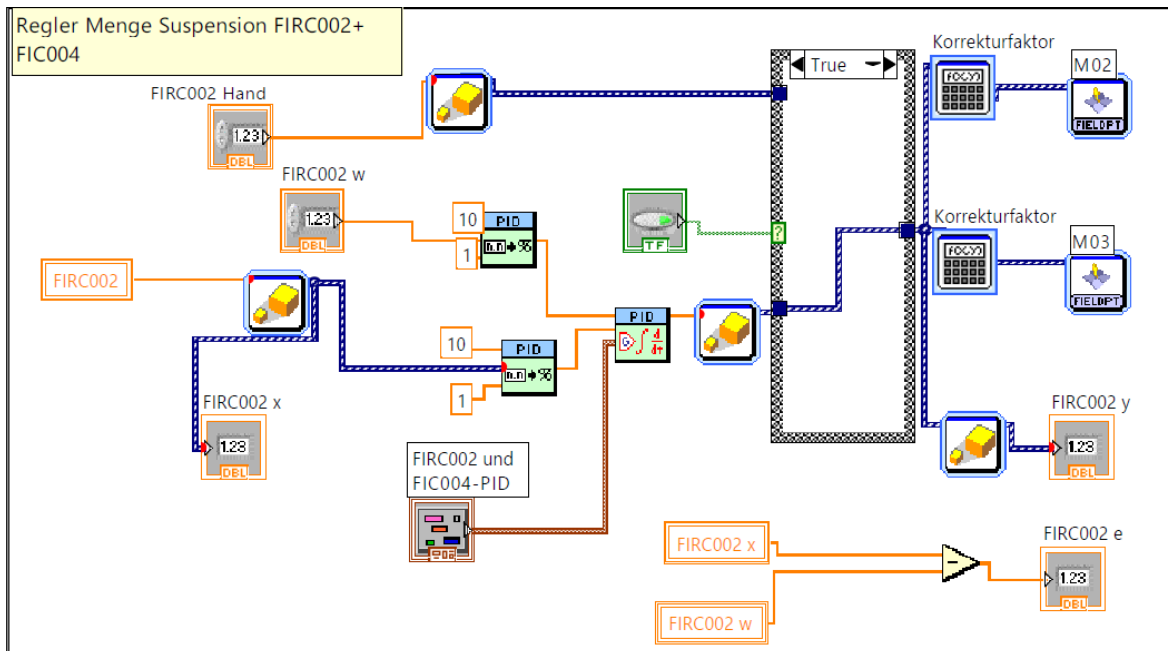 Regler Menge Suspension FIRC002+
FIC004
FIRC002 Hand
1.23
DBL
True
Korrekturfaktor
f(x,y)
M02
FIELDPT
FIRC002 w
1.23
DBL
10
1
PID
n.n %
TF
?
Korrekturfaktor
f(x,y)
M03
FIELDPT
FIRC002
10
1
PID
n.n %
PID
G ∫ d/dt
FIRC002 x
1.23
DBL
FIRC002 und
FIC004-PID
FIRC002 y
1.23
DBL
FIRC002 x
FIRC002 w
FIRC002 e
1.23
DBL